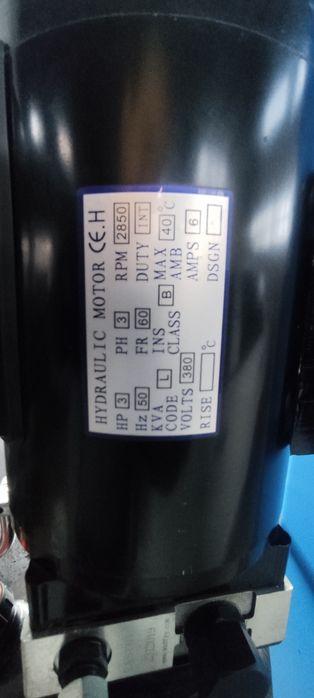 HYDRAULIC MOTOR CE.H
HP 3 PH 3 RPM 2850
Hz 50 FR 60 DUTY INT
KVA INS MAX 40 °C
CODE L CLASS B AMB
VOLTS 380 AMPS 6
RISE °C DSGN